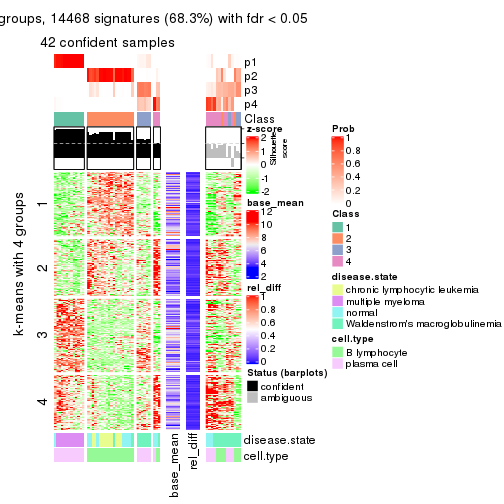 groups, 14468 signatures (68.3%) with fdr < 0.05
42 confident samples
p1
p2
p3
p4
Class
z-score
2
1
0
-1
-2
Silhouette
score
base_mean
12
10
8
6
4
2
rel_diff
1
0.8
0.6
0.4
0.2
0
Status (barplots)
confident
ambiguous
Prob
1
0.8
0.6
0.4
0.2
0
Class
1
2
3
4
disease.state
chronic lymphocytic leukemia
multiple myeloma
normal
Waldenstrom's macroglobulinemia
cell.type
B lymphocyte
plasma cell
k-means with 4 groups
1
2
3
4
base_mean
rel_diff
disease.state
cell.type